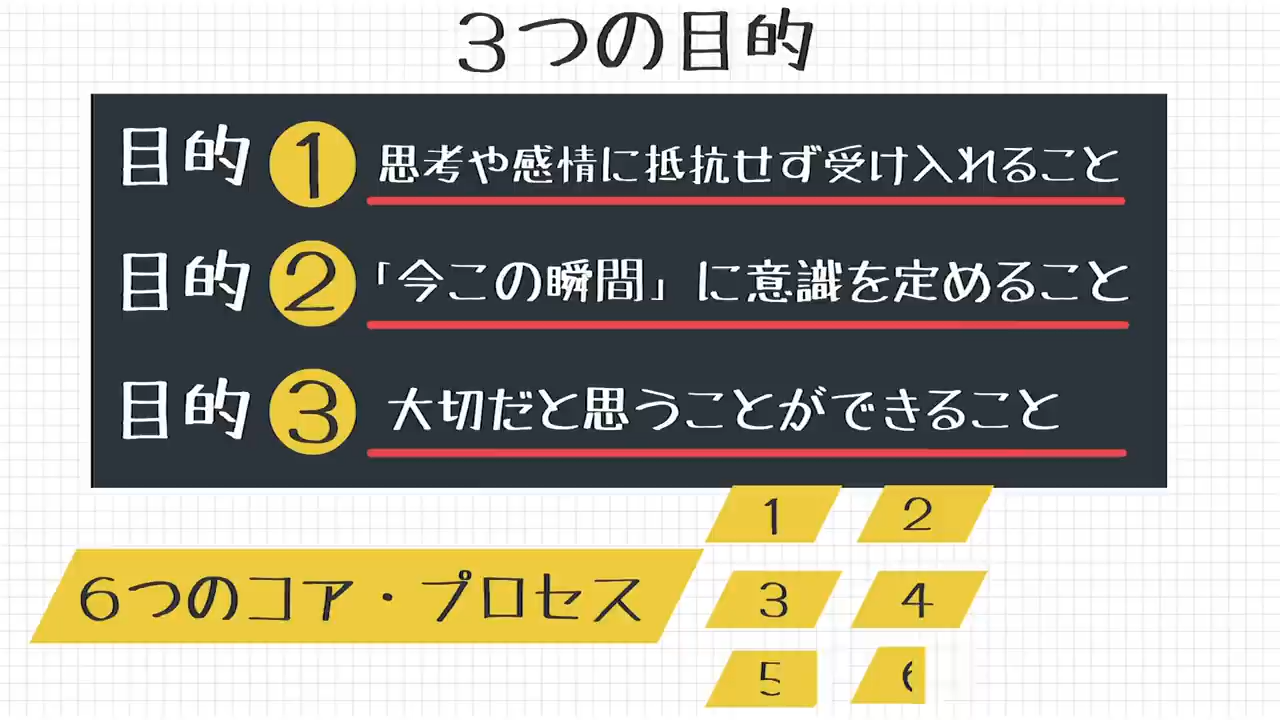 3つの目的
目的 1 思考や感情に抵抗せず受け入れること
目的 2 「今この瞬間」に意識を定めること
目的 3 大切だと思うことができること
1 2
6つのコア・プロセス
3 4
5 6